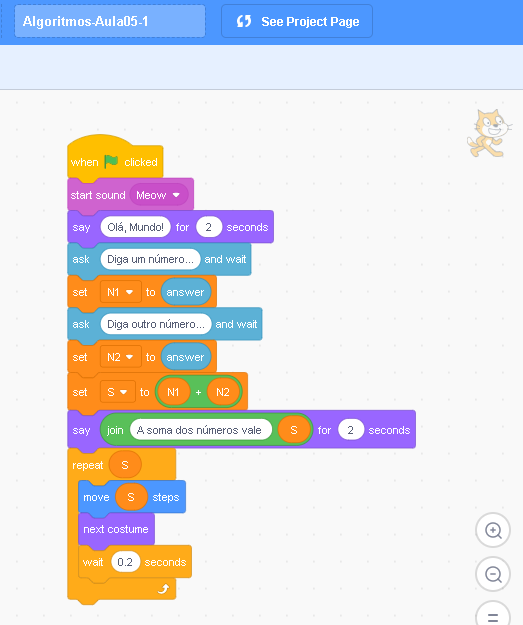 Algoritmos-Aula05-1
See Project Page
when clicked
start sound Meow
say Olá, Mundo! for 2 seconds
ask Diga um número... and wait
set N1 to answer
ask Diga outro número... and wait
set N2 to answer
set S to N1 + N2
say join A soma dos números vale S for 2 seconds
repeat S
move S steps
next costume
wait 0.2 seconds